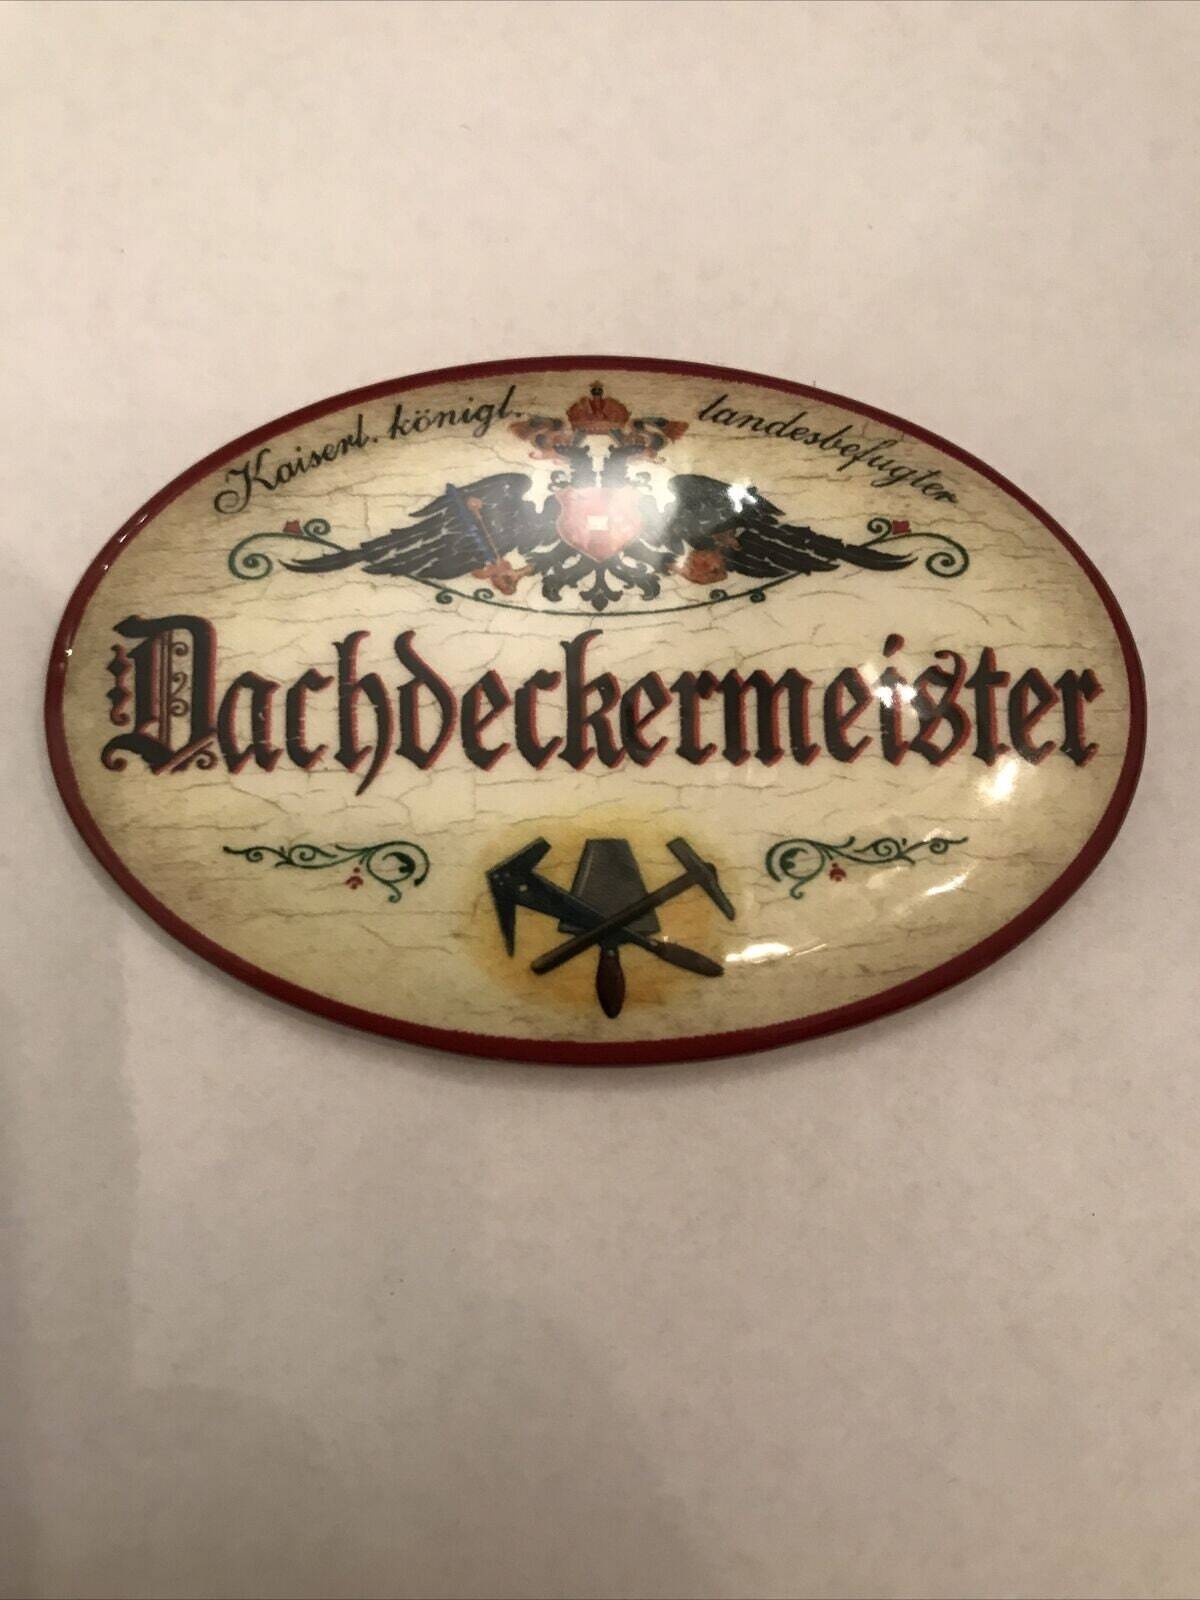 Kaiserl. königl. landesbefugter
Dachdeckermeister